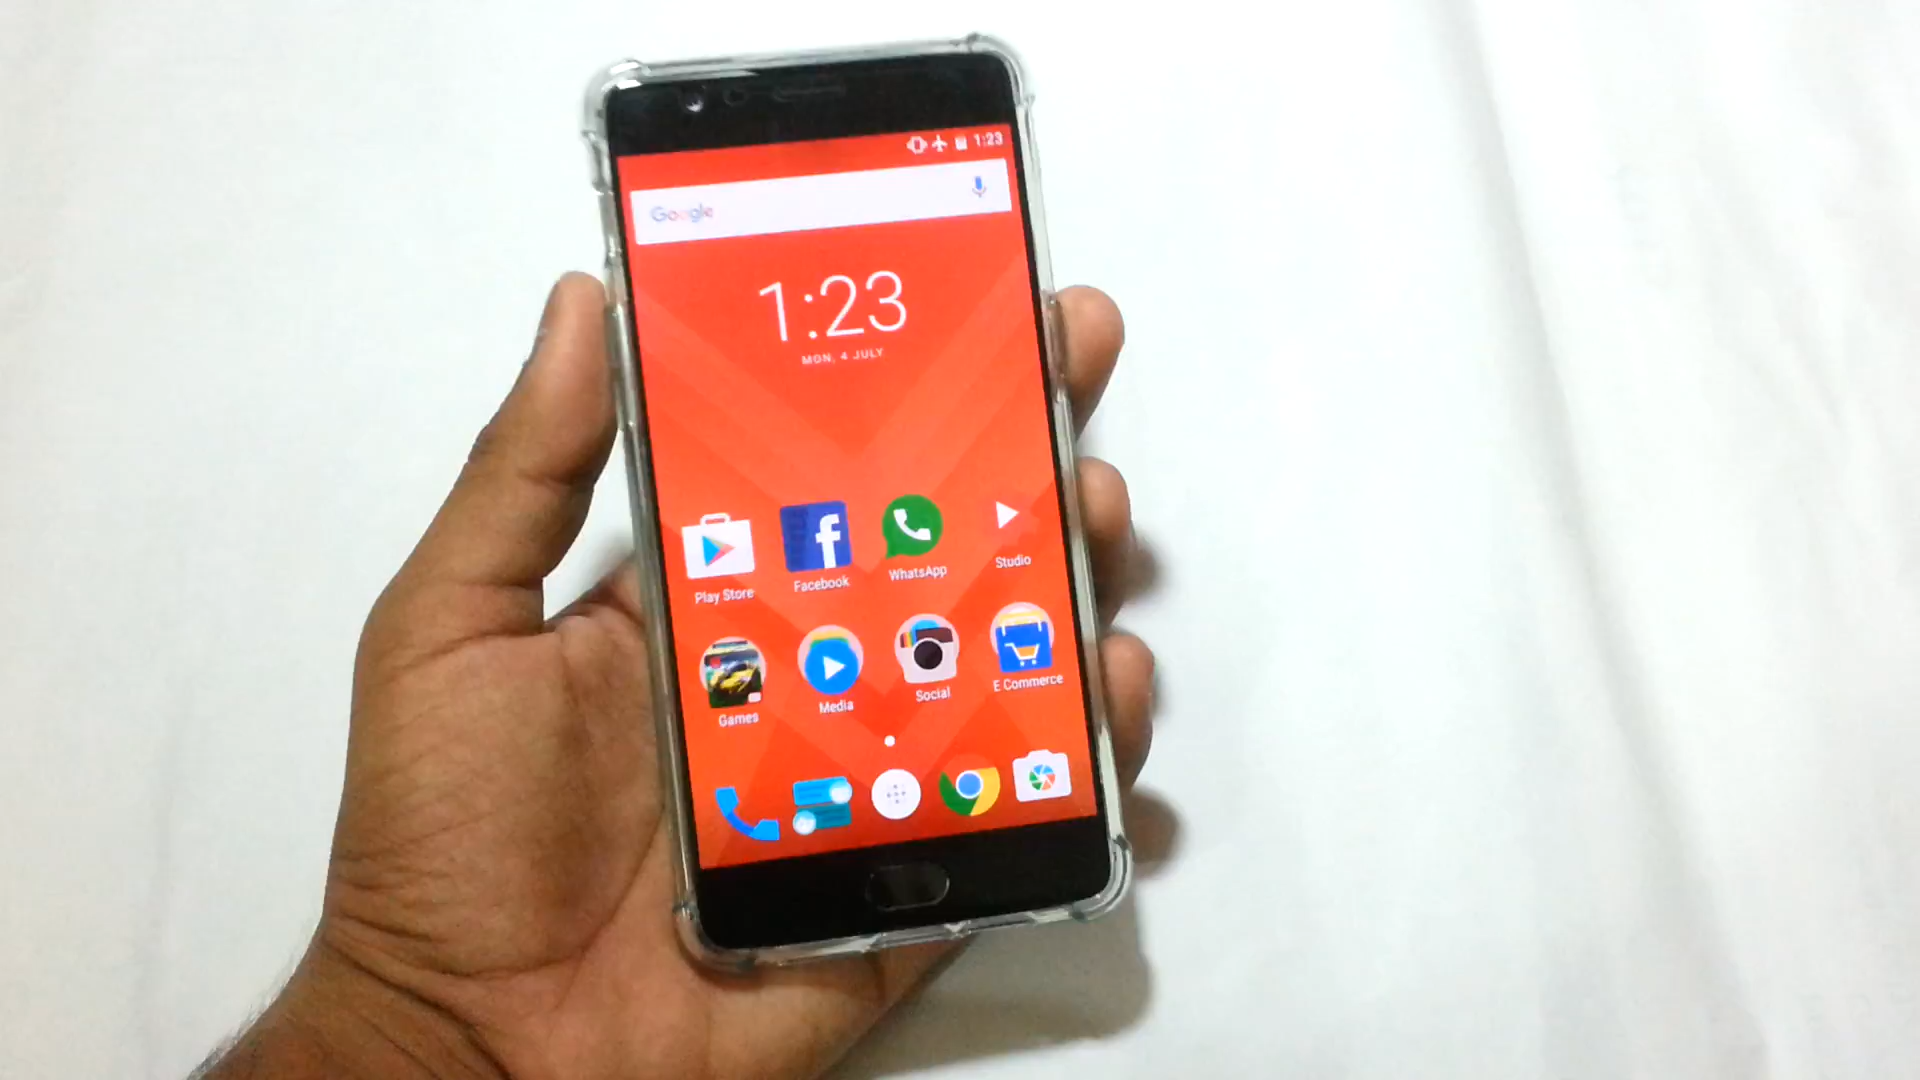 1:23
Google
1:23
MON, 4 JULY
Play Store
Facebook
WhatsApp
Studio
Games
Media
Social
E Commerce